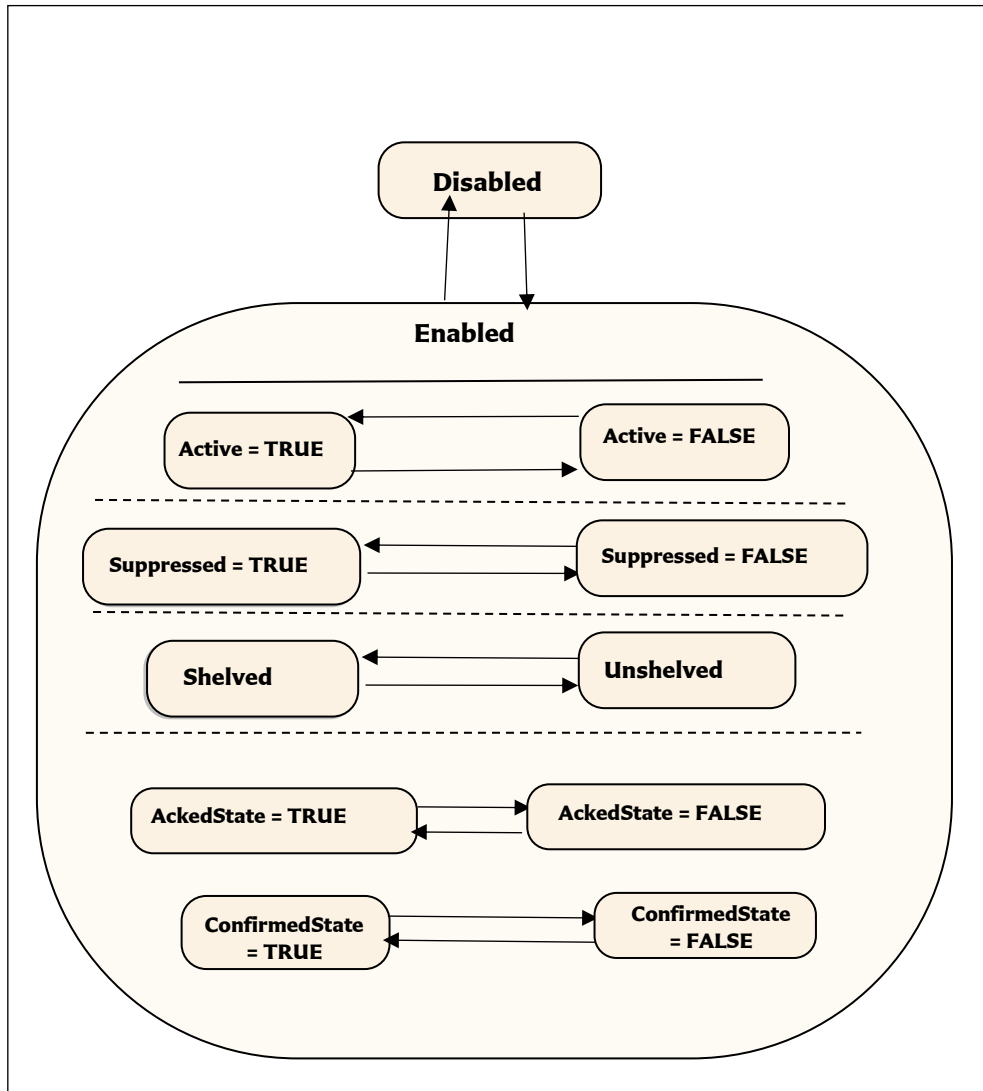 Disabled
Enabled
Active = TRUE
Active = FALSE
Suppressed = TRUE
Suppressed = FALSE
Shelved
Unshelved
AckedState = TRUE
AckedState = FALSE
ConfirmedState
= TRUE
ConfirmedState
= FALSE